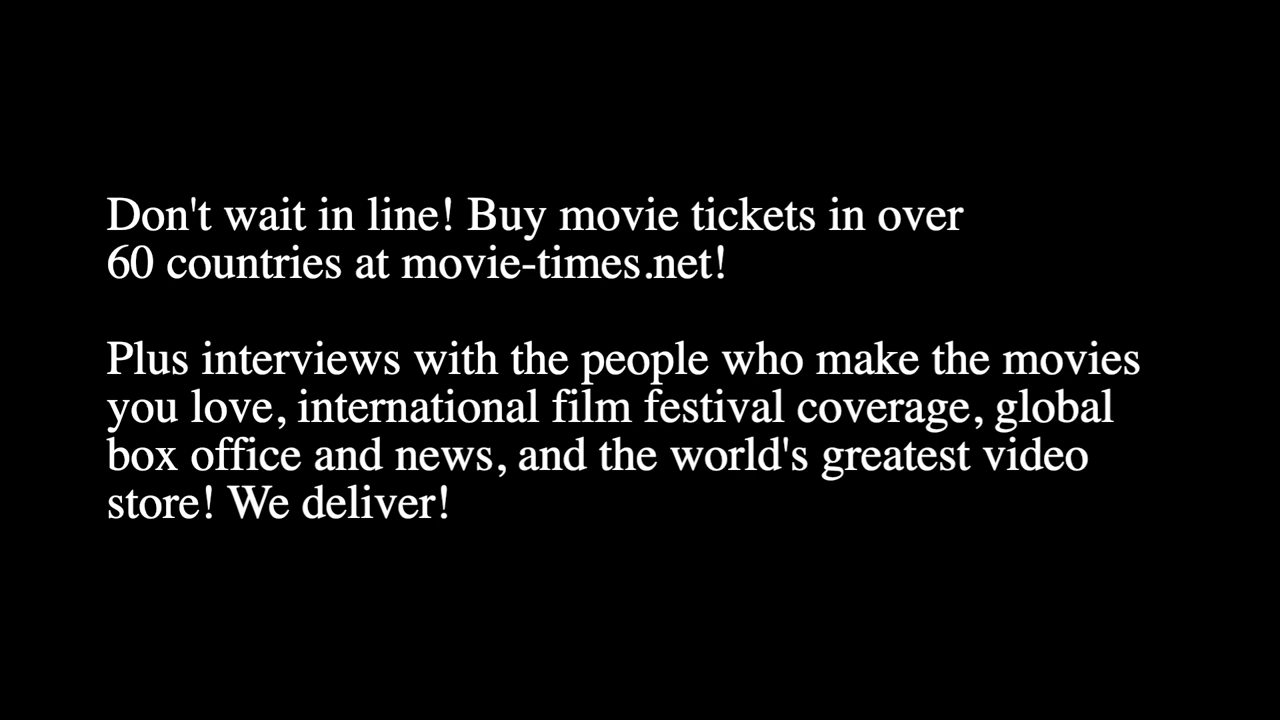 Don't wait in line! Buy movie tickets in over
60 countries at movie-times.net!
Plus interviews with the people who make the movies
you love, international film festival coverage, global
box office and news, and the world's greatest video
store! We deliver!